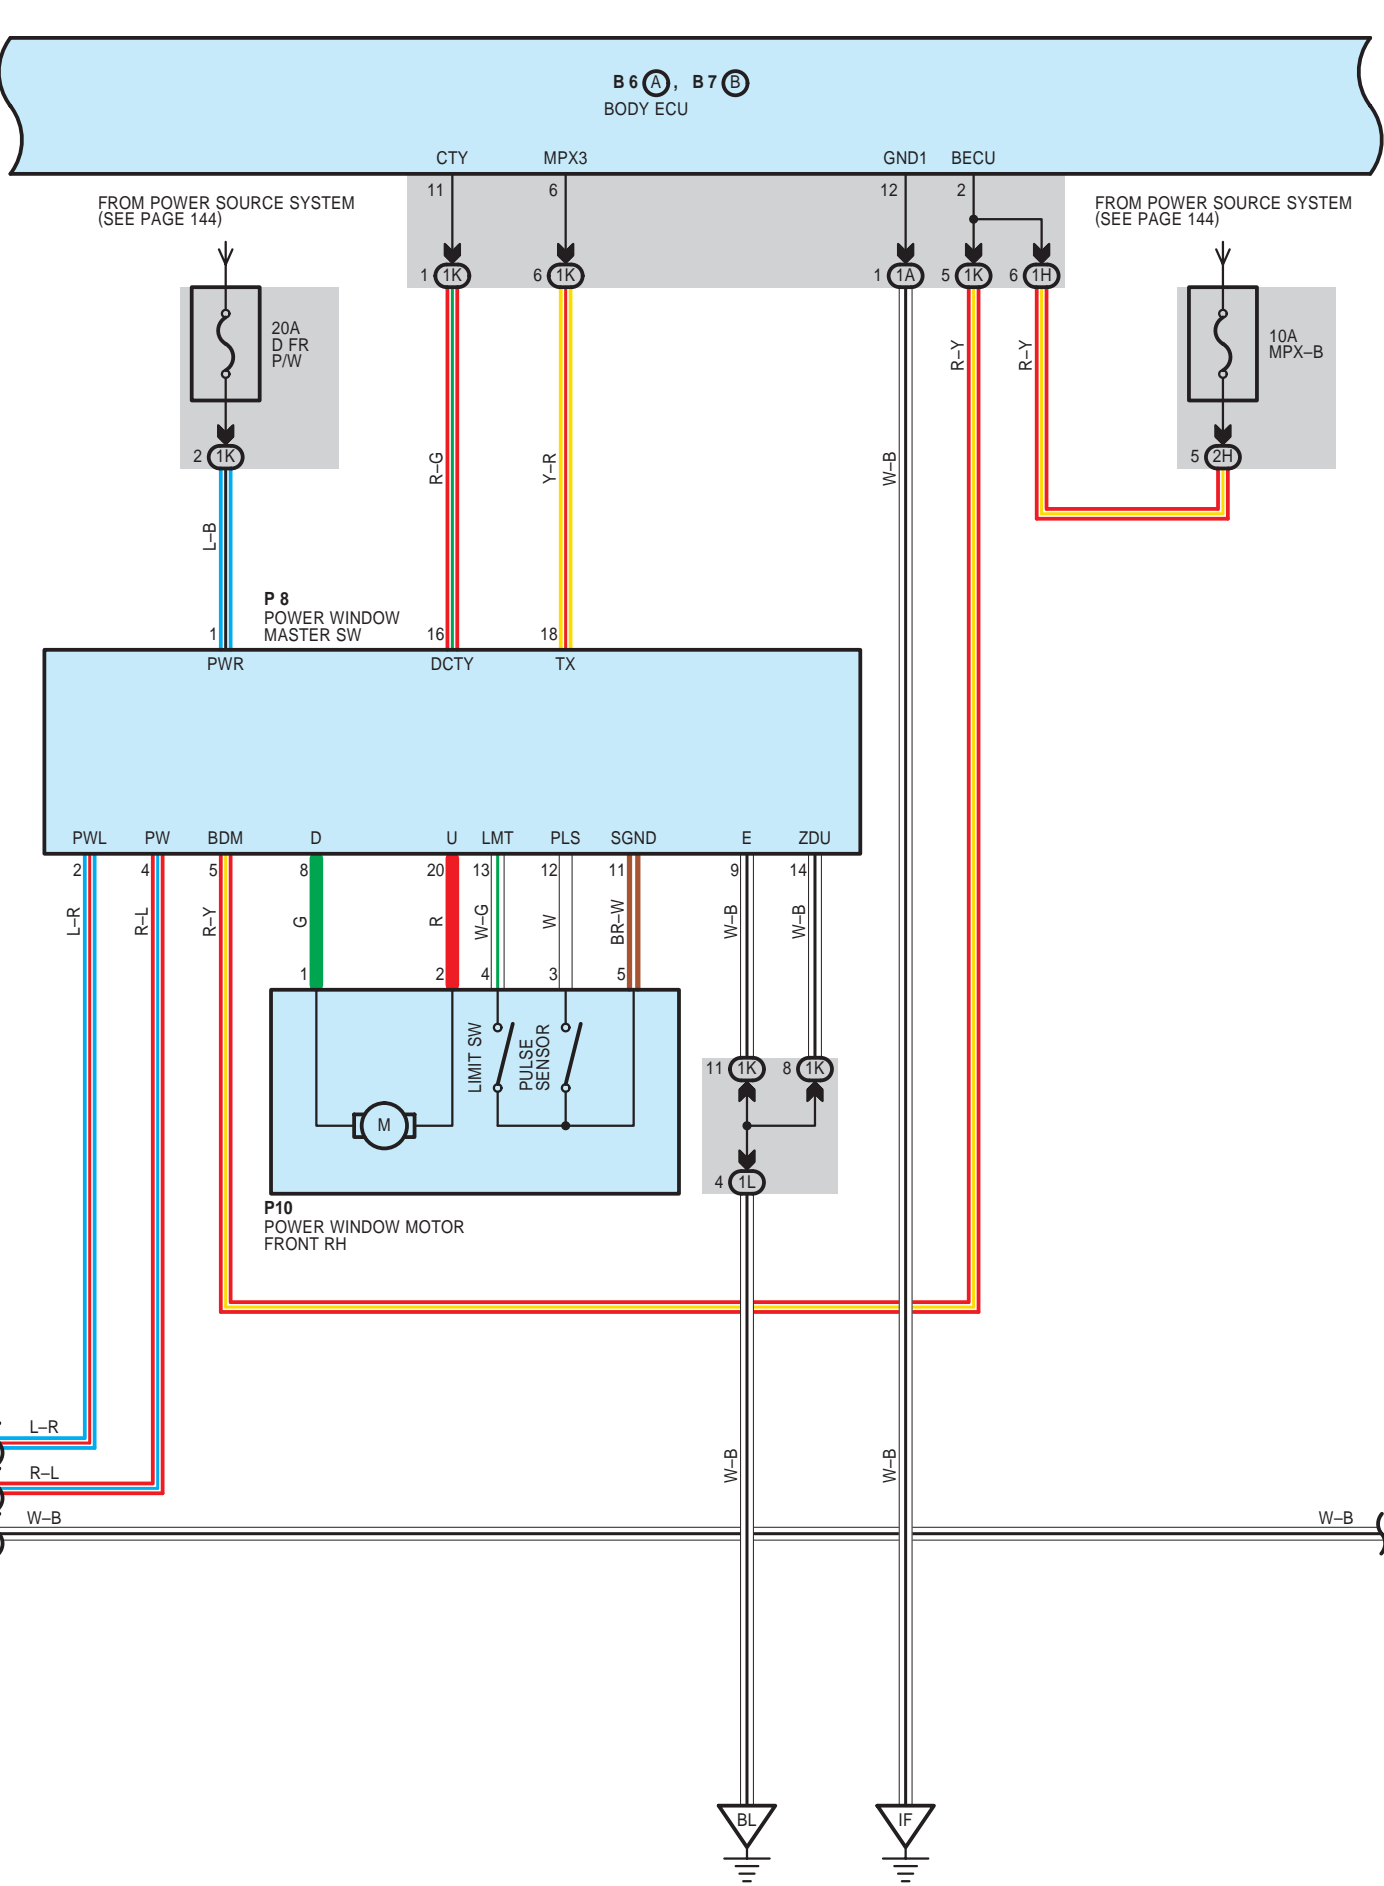 B 6 A , B 7 B
BODY ECU
CTY MPX3 GND1 BECU
11 6 12 2
FROM POWER SOURCE SYSTEM
(SEE PAGE 144)
FROM POWER SOURCE SYSTEM
(SEE PAGE 144)
1 1K 6 1K 1 1A 5 1K 6 1H
20A
D FR
P/W
10A
MPX–B
R–Y R–Y
2 1K
5 2H
R–G Y–R W–B
L–B
P 8
POWER WINDOW
MASTER SW
1 16 18
PWR DCTY TX
PWL PW BDM D U LMT PLS SGND E ZDU
2 4 5 8 20 13 12 11 9 14
L–R R–L R–Y G R W–G W BR–W W–B W–B
1 2 4 3 5
LIMIT SW
PULSE
SENSOR
M
11 1K 8 1K
4 1L
P10
POWER WINDOW MOTOR
FRONT RH
L–R
R–L
W–B W–B
W–B
W–B
BL IF